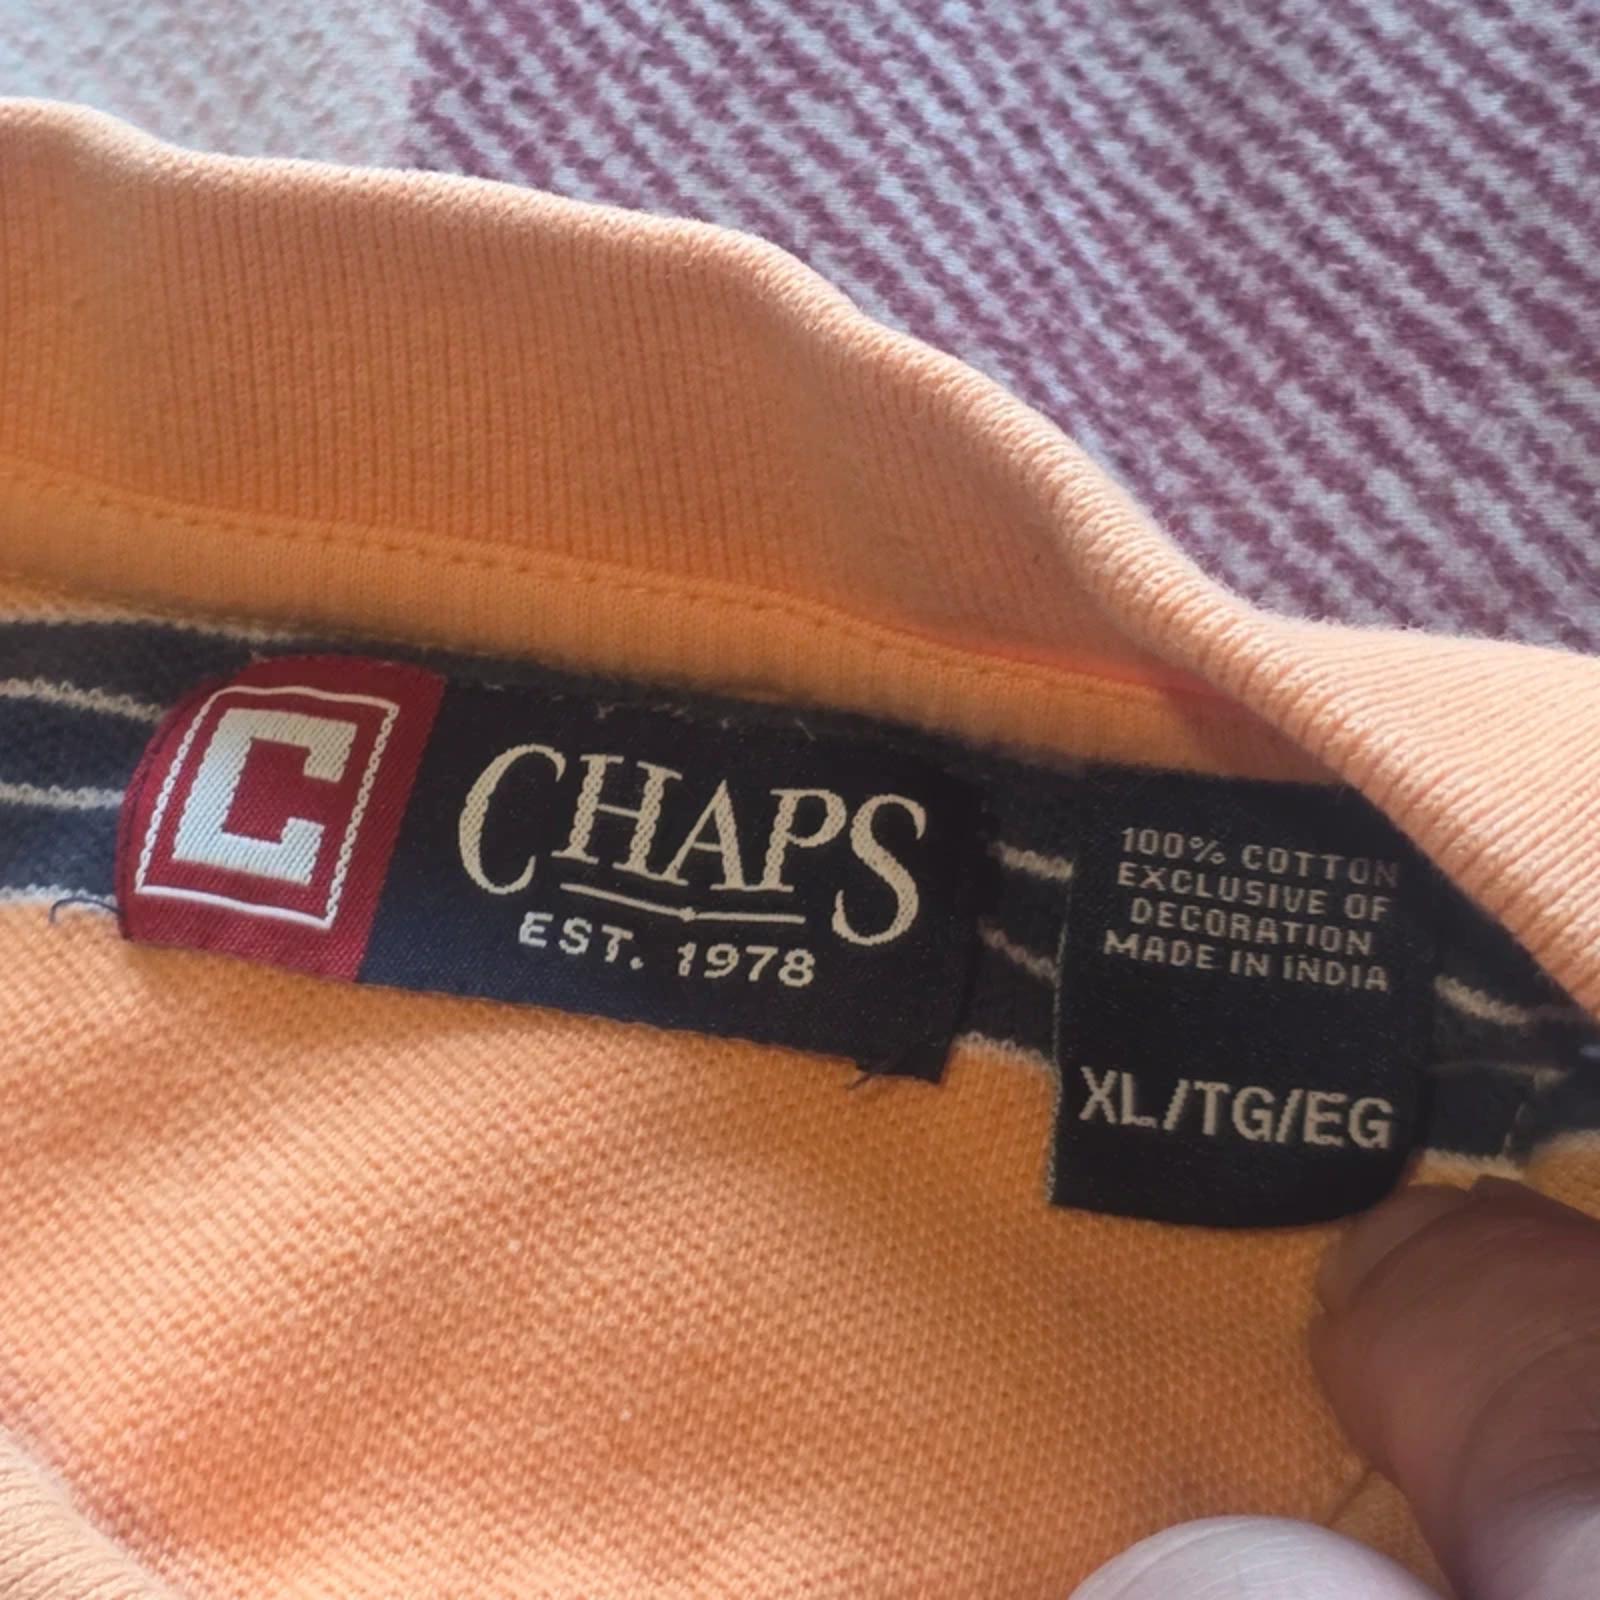 C
CHAPS
EST. 1978
100% COTTON
EXCLUSIVE OF
DECORATION
MADE IN INDIA
XL/TG/EG